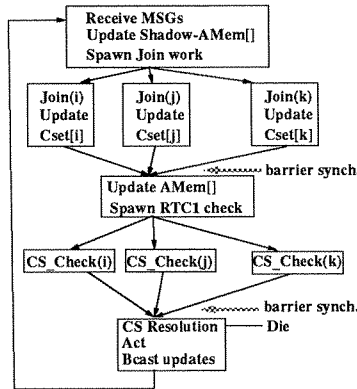 Receive MSGs
Update Shadow-AMem[]
Spawn Join work
Join(i)
Update
Cset[i]
Join(j)
Update
Cset[j]
Join(k)
Update
Cset[k]
barrier synch.
Update AMem[]
Spawn RTC1 check
CS_Check(i)
CS_Check(j)
CS_Check(k)
barrier synch.
CS Resolution
Act
Bcast updates
Die